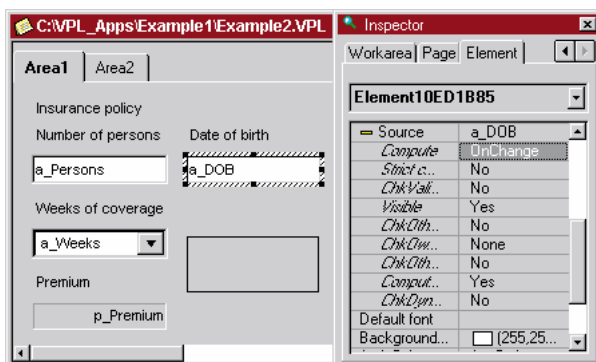 C:\VPL_Apps\Example1\Example2.VPL
Area1 Area2
Insurance policy
Number of persons Date of birth
a_Persons a_DOB
Weeks of coverage
a_Weeks
Premium
p_Premium
Inspector
Workarea Page Element
Element10ED1B85
Source a_DOB
Compute OnChange
Strict c... No
ChkVali... No
Visible Yes
ChkOth... No
ChkOw... None
ChkOth... No
Comput... Yes
ChkDyn... No
Default font
Background... (255,25...